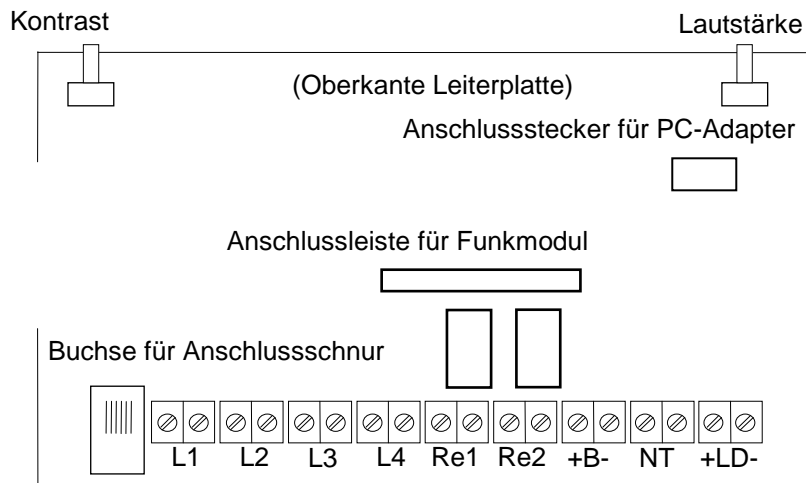 Kontrast
Lautstärke
(Oberkante Leiterplatte)
Anschlussstecker für PC-Adapter
Anschlussleiste für Funkmodul
Buchse für Anschlussschnur
L1 L2 L3 L4 Re1 Re2 +B- NT +LD-